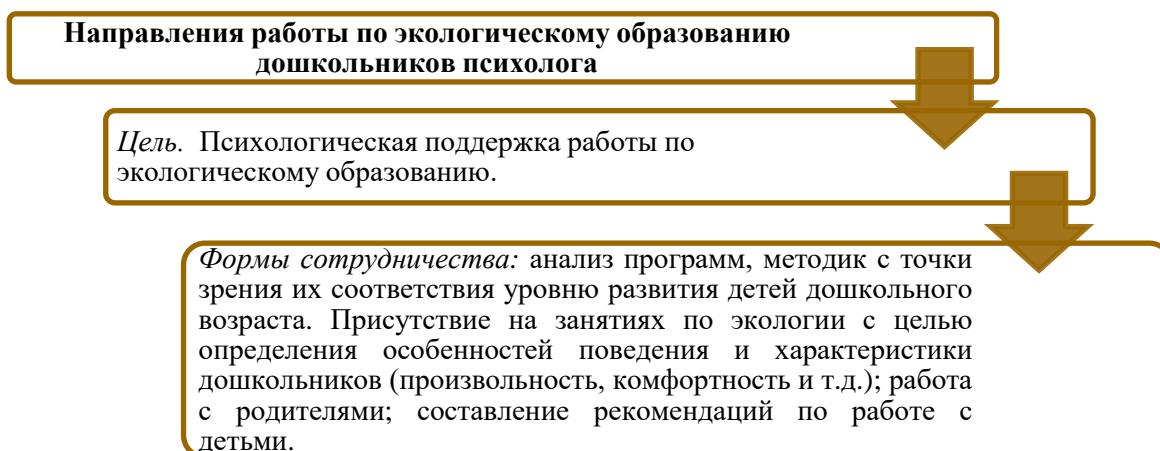 Направления работы по экологическому образованию
дошкольников психолога
Цель. Психологическая поддержка работы по
экологическому образованию.
Формы сотрудничества: анализ программ, методик с точки
зрения их соответствия уровню развития детей дошкольного
возраста. Присутствие на занятиях по экологии с целью
определения особенностей поведения и характеристики
дошкольников (произвольность, комфортность и т.д.); работа
с родителями; составление рекомендаций по работе с
детьми.